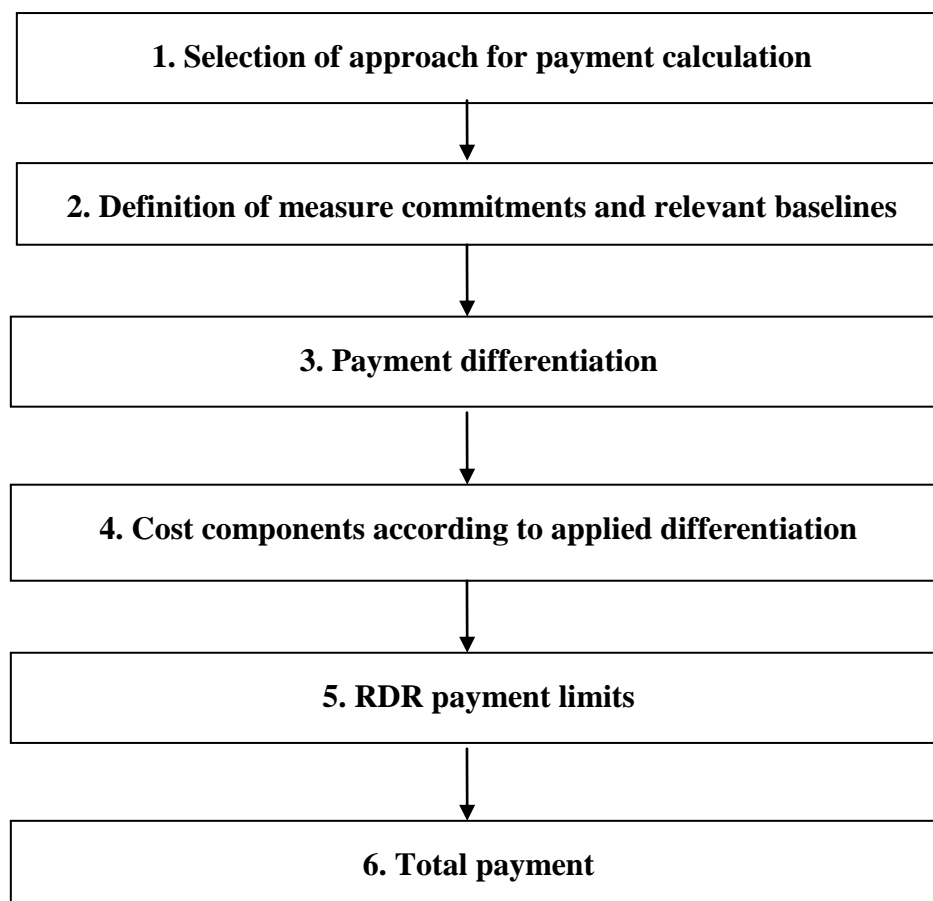 1. Selection of approach for payment calculation
2. Definition of measure commitments and relevant baselines
3. Payment differentiation
4. Cost components according to applied differentiation
5. RDR payment limits
6. Total payment